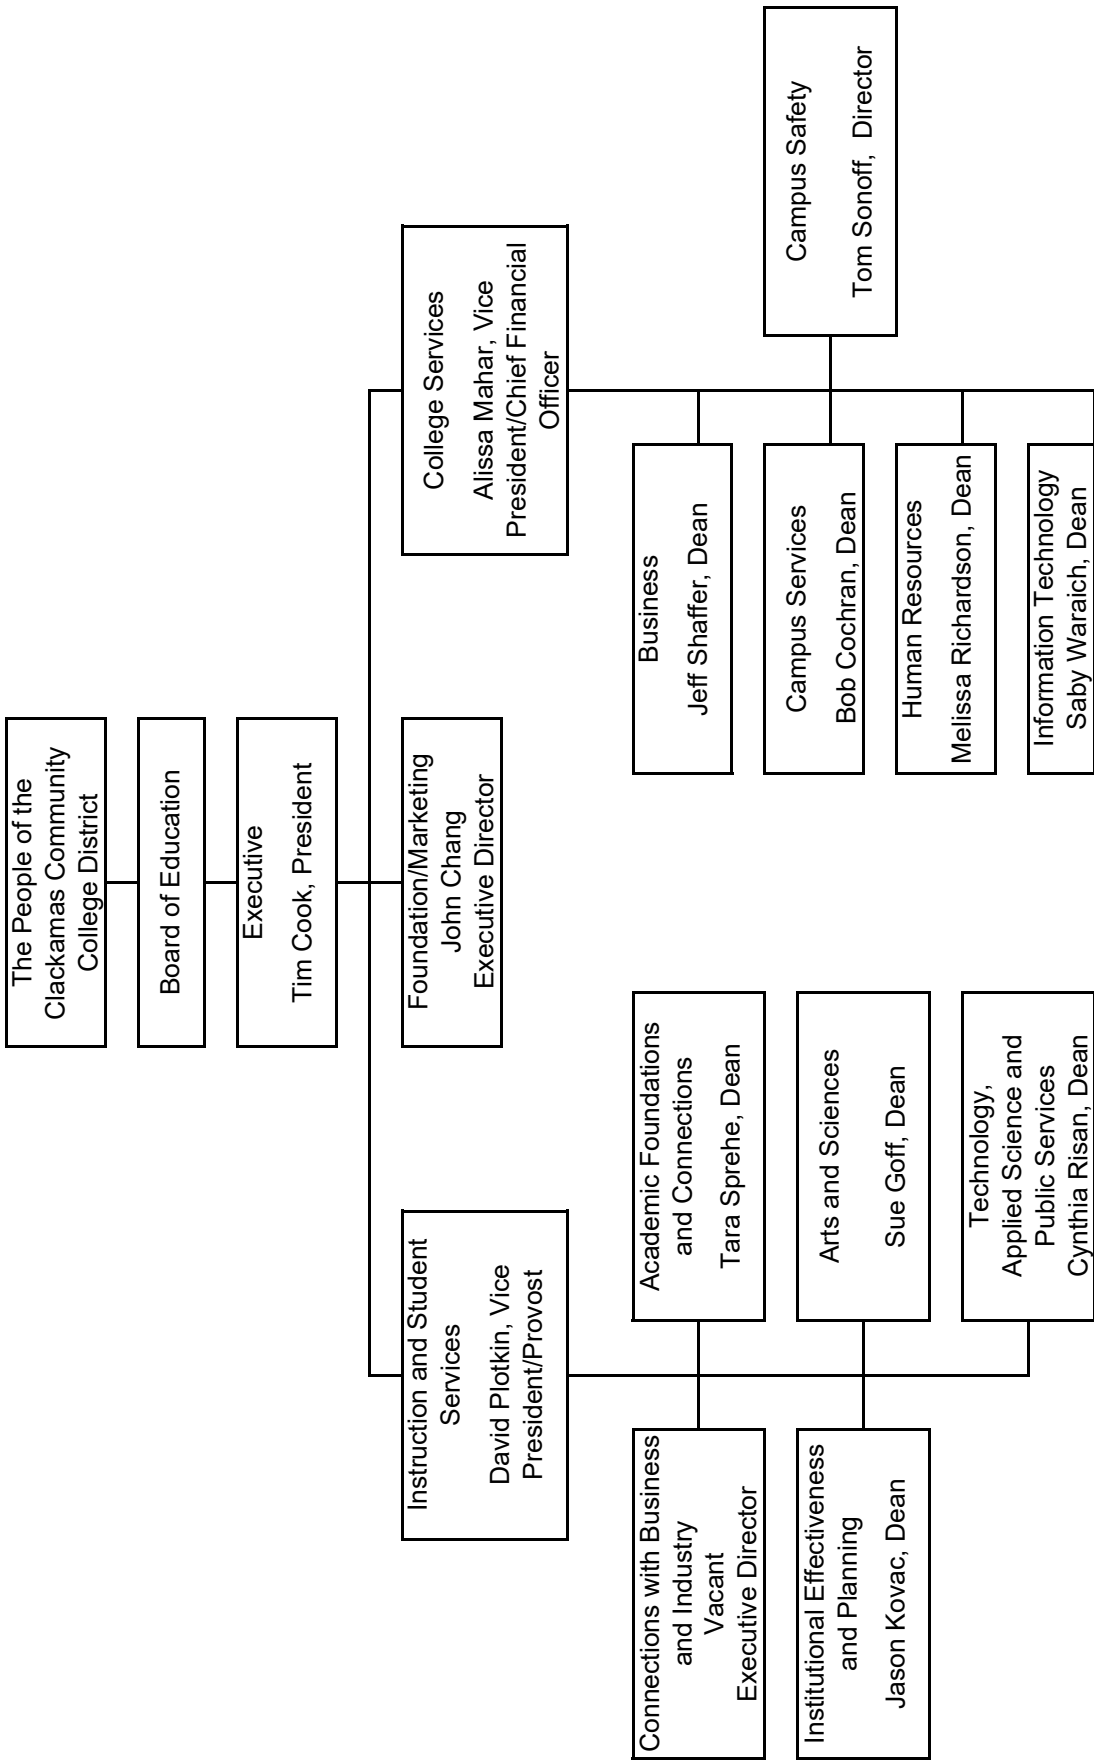 The People of the
Clackamas Community
College District
Board of Education
Executive
Tim Cook, President
Instruction and Student
Services
David Plotkin, Vice
President/Provost
Foundation/Marketing
John Chang
Executive Director
College Services
Alissa Mahar, Vice
President/Chief Financial
Officer
Connections with Business
and Industry
Vacant
Executive Director
Academic Foundations
and Connections
Tara Sprehe, Dean
Business
Jeff Shaffer, Dean
Institutional Effectiveness
and Planning
Jason Kovac, Dean
Arts and Sciences
Sue Goff, Dean
Campus Services
Bob Cochran, Dean
Campus Safety
Tom Sonoff, Director
Technology,
Applied Science and
Public Services
Cynthia Risan, Dean
Human Resources
Melissa Richardson, Dean
Information Technology
Saby Waraich, Dean